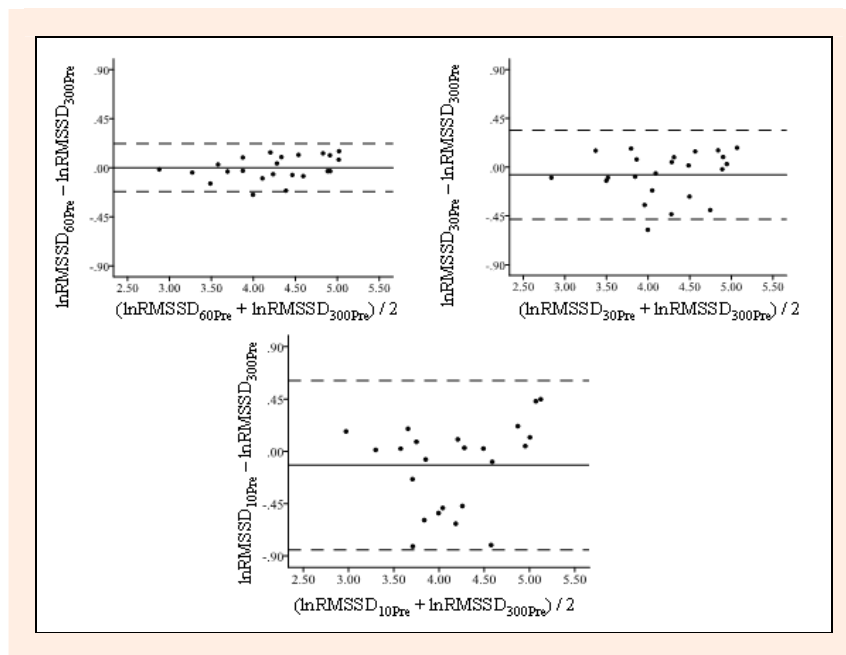 .90
.45
.00
-.45
-.90
lnRMSSD60Pre – lnRMSSD300Pre
2.50 3.00 3.50 4.00 4.50 5.00 5.50
(lnRMSSD60Pre + lnRMSSD300Pre) / 2
.90
.45
.00
-.45
-.90
lnRMSSD30Pre – lnRMSSD300Pre
2.50 3.00 3.50 4.00 4.50 5.00 5.50
(lnRMSSD30Pre + lnRMSSD300Pre) / 2
.90
.45
.00
-.45
-.90
lnRMSSD10Pre – lnRMSSD300Pre
2.50 3.00 3.50 4.00 4.50 5.00 5.50
(lnRMSSD10Pre + lnRMSSD300Pre) / 2